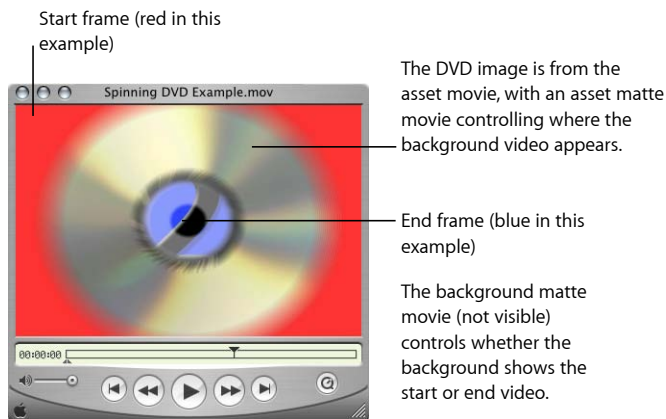 Start frame (red in this
example)
Spinning DVD Example.mov
The DVD image is from the
asset movie, with an asset matte
movie controlling where the
background video appears.
End frame (blue in this
example)
The background matte
movie (not visible)
controls whether the
background shows the
start or end video.
00:00:00